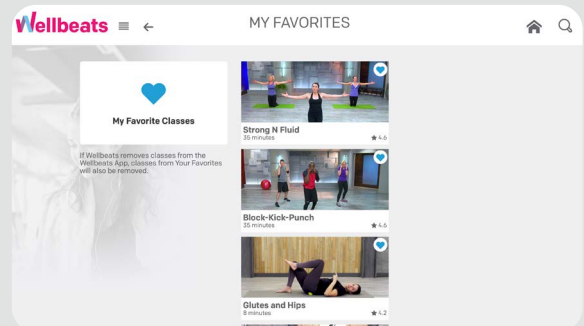 Wellbeats
MY FAVORITES
My Favorite Classes
If Wellbeats removes classes from the
Wellbeats App, classes from Your Favorites
will also be removed.
Strong N Fluid
35 minutes ★ 4.6
Block-Kick-Punch
35 minutes ★ 4.6
Glutes and Hips
8 minutes ★ 4.2